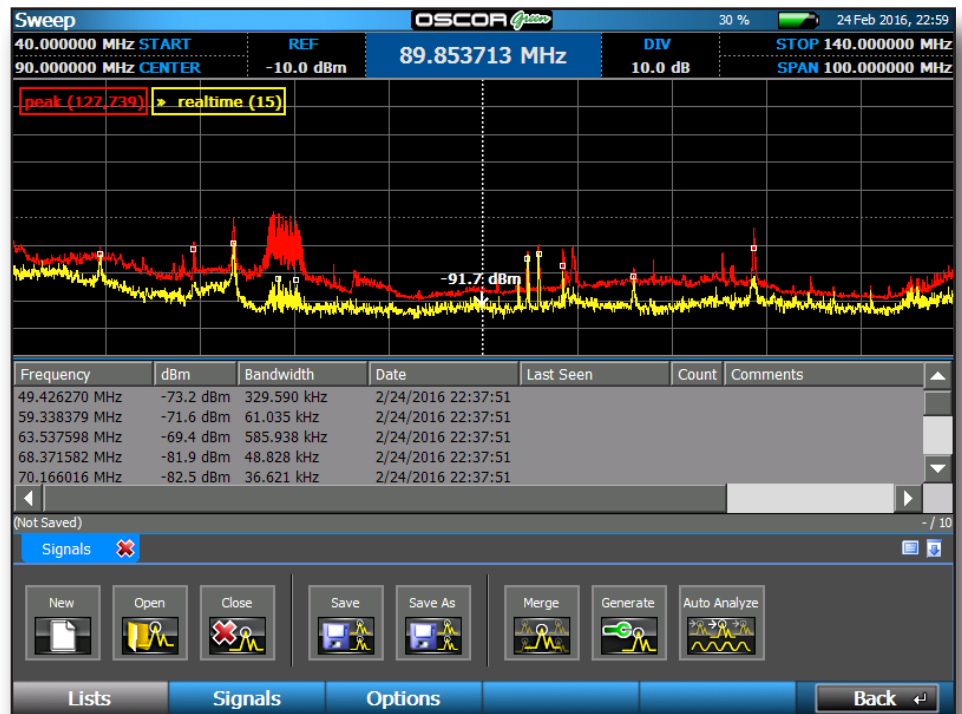 Sweep OSCOR Green 30 % 24 Feb 2016, 22:59
40.000000 MHz START REF 89.853713 MHz DIV STOP 140.000000 MHz
90.000000 MHz CENTER -10.0 dBm 10.0 dB SPAN 100.000000 MHz
peak (127,739) » realtime (15)
-91.7 dBm
Frequency dBm Bandwidth Date Last Seen Count Comments
49.426270 MHz -73.2 dBm 329.590 kHz 2/24/2016 22:37:51
59.338379 MHz -71.6 dBm 61.035 kHz 2/24/2016 22:37:51
63.537598 MHz -69.4 dBm 585.938 kHz 2/24/2016 22:37:51
68.371582 MHz -81.9 dBm 48.828 kHz 2/24/2016 22:37:51
70.166016 MHz -82.5 dBm 36.621 kHz 2/24/2016 22:37:51
(Not Saved) - / 10
Signals
New Open Close Save Save As Merge Generate Auto Analyze
Lists Signals Options Back